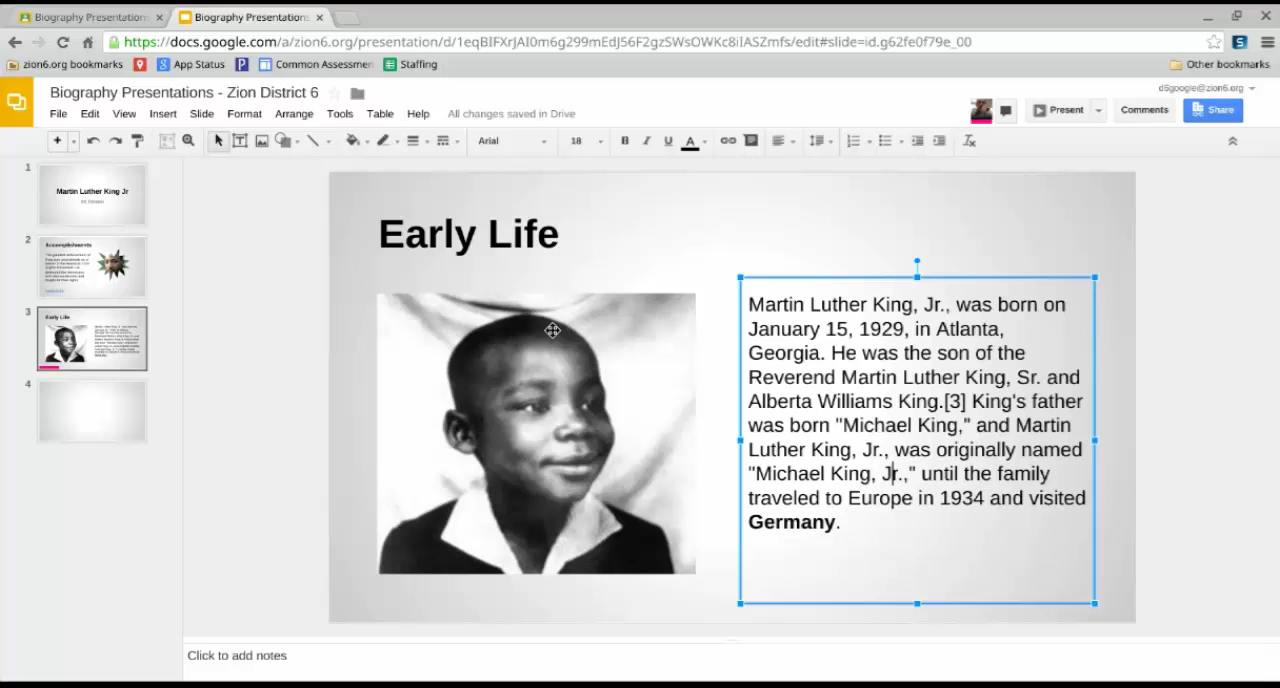 Biography Presentation: × Biography Presentations ×
https://docs.google.com/a/zion6.org/presentation/d/1eqBIFXrJAI0m6g299mEdJ56F2gzSWsOWKc8iIASZmfs/edit#slide=id.g62fe0f79e_00
zion6.org bookmarks App Status Common Assessmen Staffing Other bookmarks
d6google@zion6.org
Biography Presentations - Zion District 6
File Edit View Insert Slide Format Arrange Tools Table Help All changes saved in Drive
Present Comments Share
Arial 18 B I U A
1
Martin Luther King Jr
2
Accomplishments
3
Early Life
4
Early Life
Martin Luther King, Jr., was born on
January 15, 1929, in Atlanta,
Georgia. He was the son of the
Reverend Martin Luther King, Sr. and
Alberta Williams King.[3] King's father
was born "Michael King," and Martin
Luther King, Jr., was originally named
"Michael King, Jr.," until the family
traveled to Europe in 1934 and visited
Germany.
Click to add notes